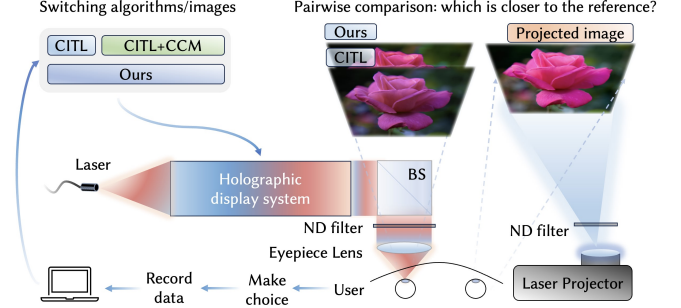 Switching algorithms/images
Pairwise comparison: which is closer to the reference?
CITL
CITL+CCM
Ours
Ours
CITL
Projected image
Laser
Holographic
display system
BS
ND filter
Eyepiece Lens
ND filter
Laser Projector
User
Make
choice
Record
data